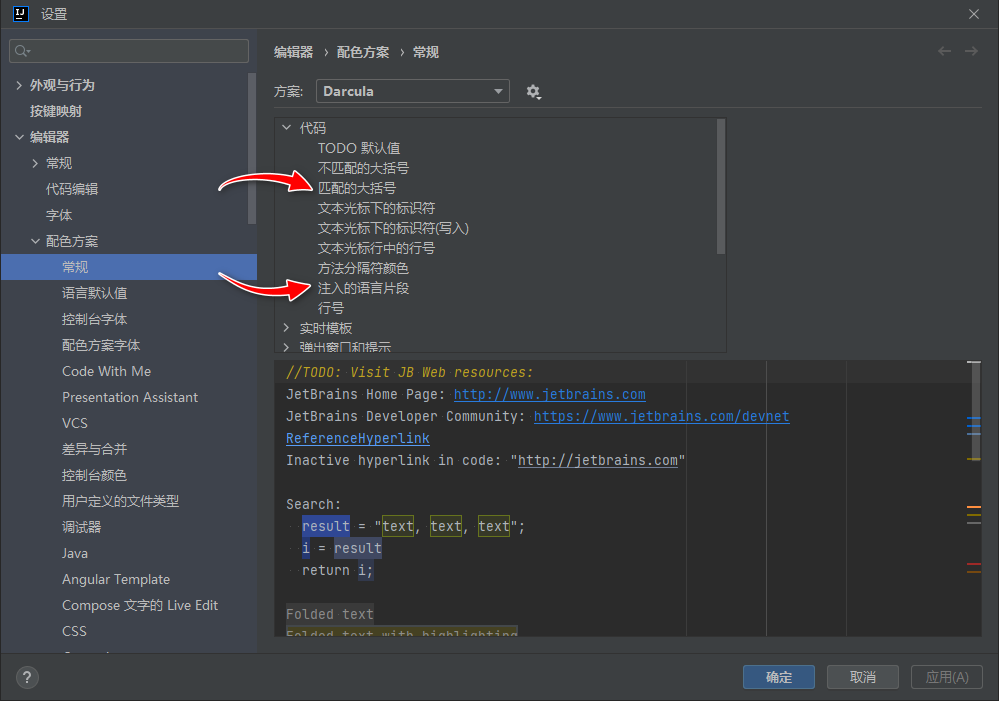 IJ 设置
编辑器 › 配色方案 › 常规
外观与行为
按键映射
编辑器
常规
代码编辑
字体
配色方案
常规
语言默认值
控制台字体
配色方案字体
Code With Me
Presentation Assistant
VCS
差异与合并
控制台颜色
用户定义的文件类型
调试器
Java
Angular Template
Compose 文字的 Live Edit
CSS
方案: Darcula
代码
TODO 默认值
不匹配的大括号
匹配的大括号
文本光标下的标识符
文本光标下的标识符(写入)
文本光标行中的行号
方法分隔符颜色
注入的语言片段
行号
实时模板
弹出窗口和提示
//TODO: Visit JB Web resources:
JetBrains Home Page: http://www.jetbrains.com
JetBrains Developer Community: https://www.jetbrains.com/devnet
ReferenceHyperlink
Inactive hyperlink in code: "http://jetbrains.com"
Search:
result = "text, text, text";
i = result
return i;
Folded text
Folded text with highlighting
? 确定 取消 应用(A)